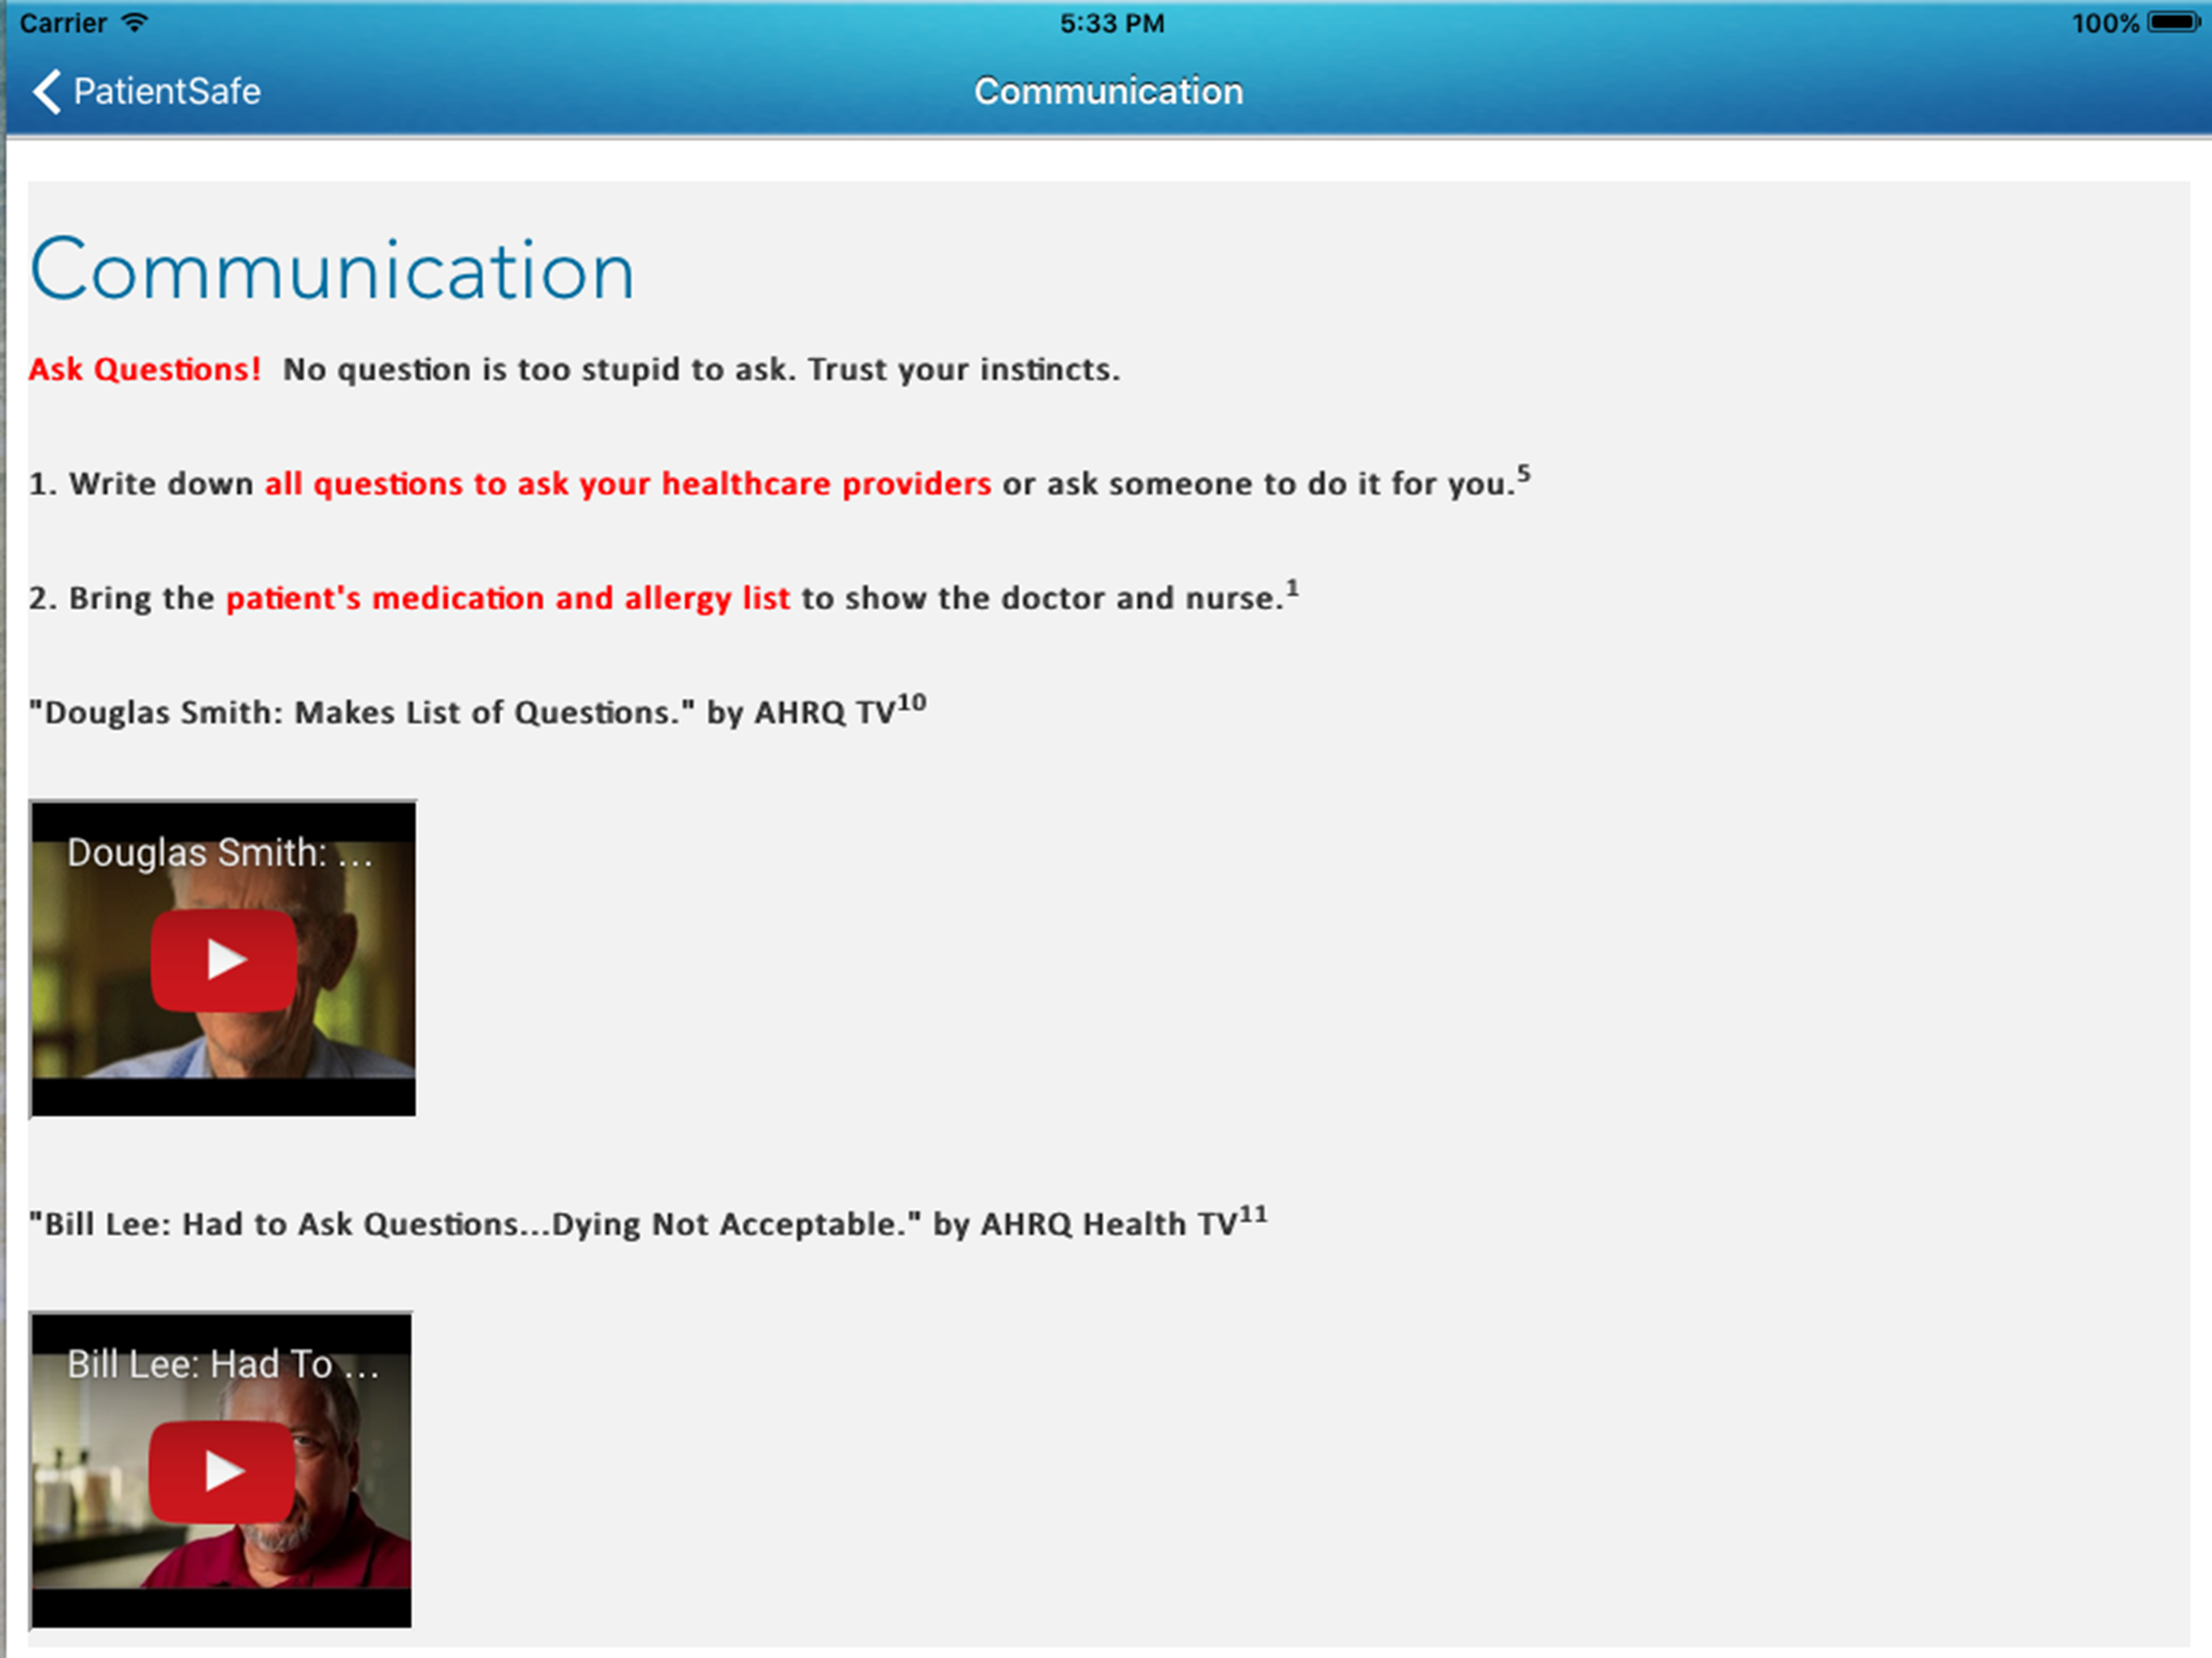 Carrier 5:33 PM 100%
PatientSafe Communication
Communication
Ask Questions! No question is too stupid to ask. Trust your instincts.
1. Write down all questions to ask your healthcare providers or ask someone to do it for you.5
2. Bring the patient's medication and allergy list to show the doctor and nurse.1
"Douglas Smith: Makes List of Questions." by AHRQ TV10
Douglas Smith: ...
"Bill Lee: Had to Ask Questions...Dying Not Acceptable." by AHRQ Health TV11
Bill Lee: Had To ...